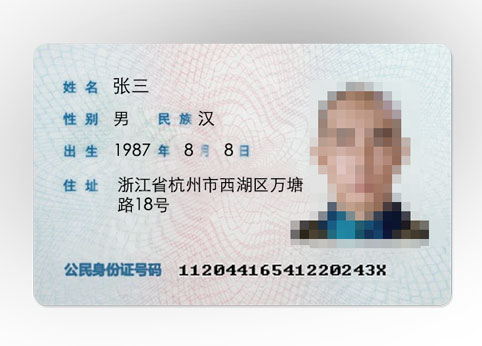 姓名 张三
性别 男 民族 汉
出生 1987 年 8 月 8 日
住址 浙江省杭州市西湖区万塘
路18号
公民身份证号码 11204416541220243X